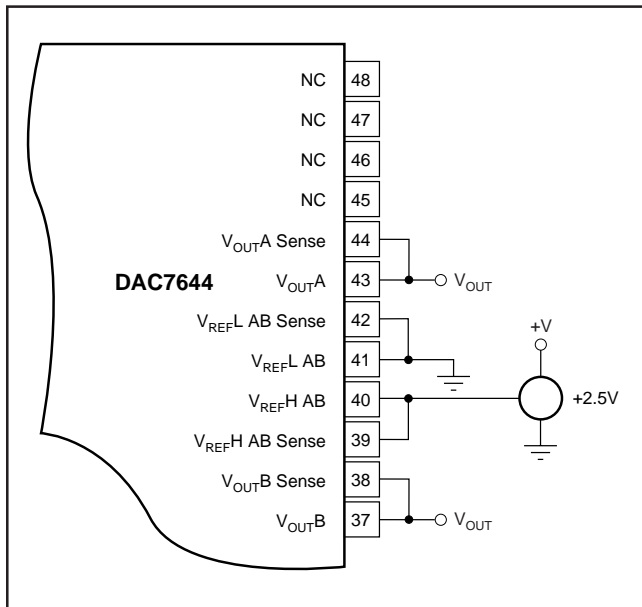 NC 48
NC 47
NC 46
NC 45
V_OUTA Sense 44
DAC7644
V_OUTA 43
V_OUT
V_REFL AB Sense 42
+V
V_REFL AB 41
V_REFH AB 40
+2.5V
V_REFH AB Sense 39
V_OUTB Sense 38
V_OUTB 37
V_OUT